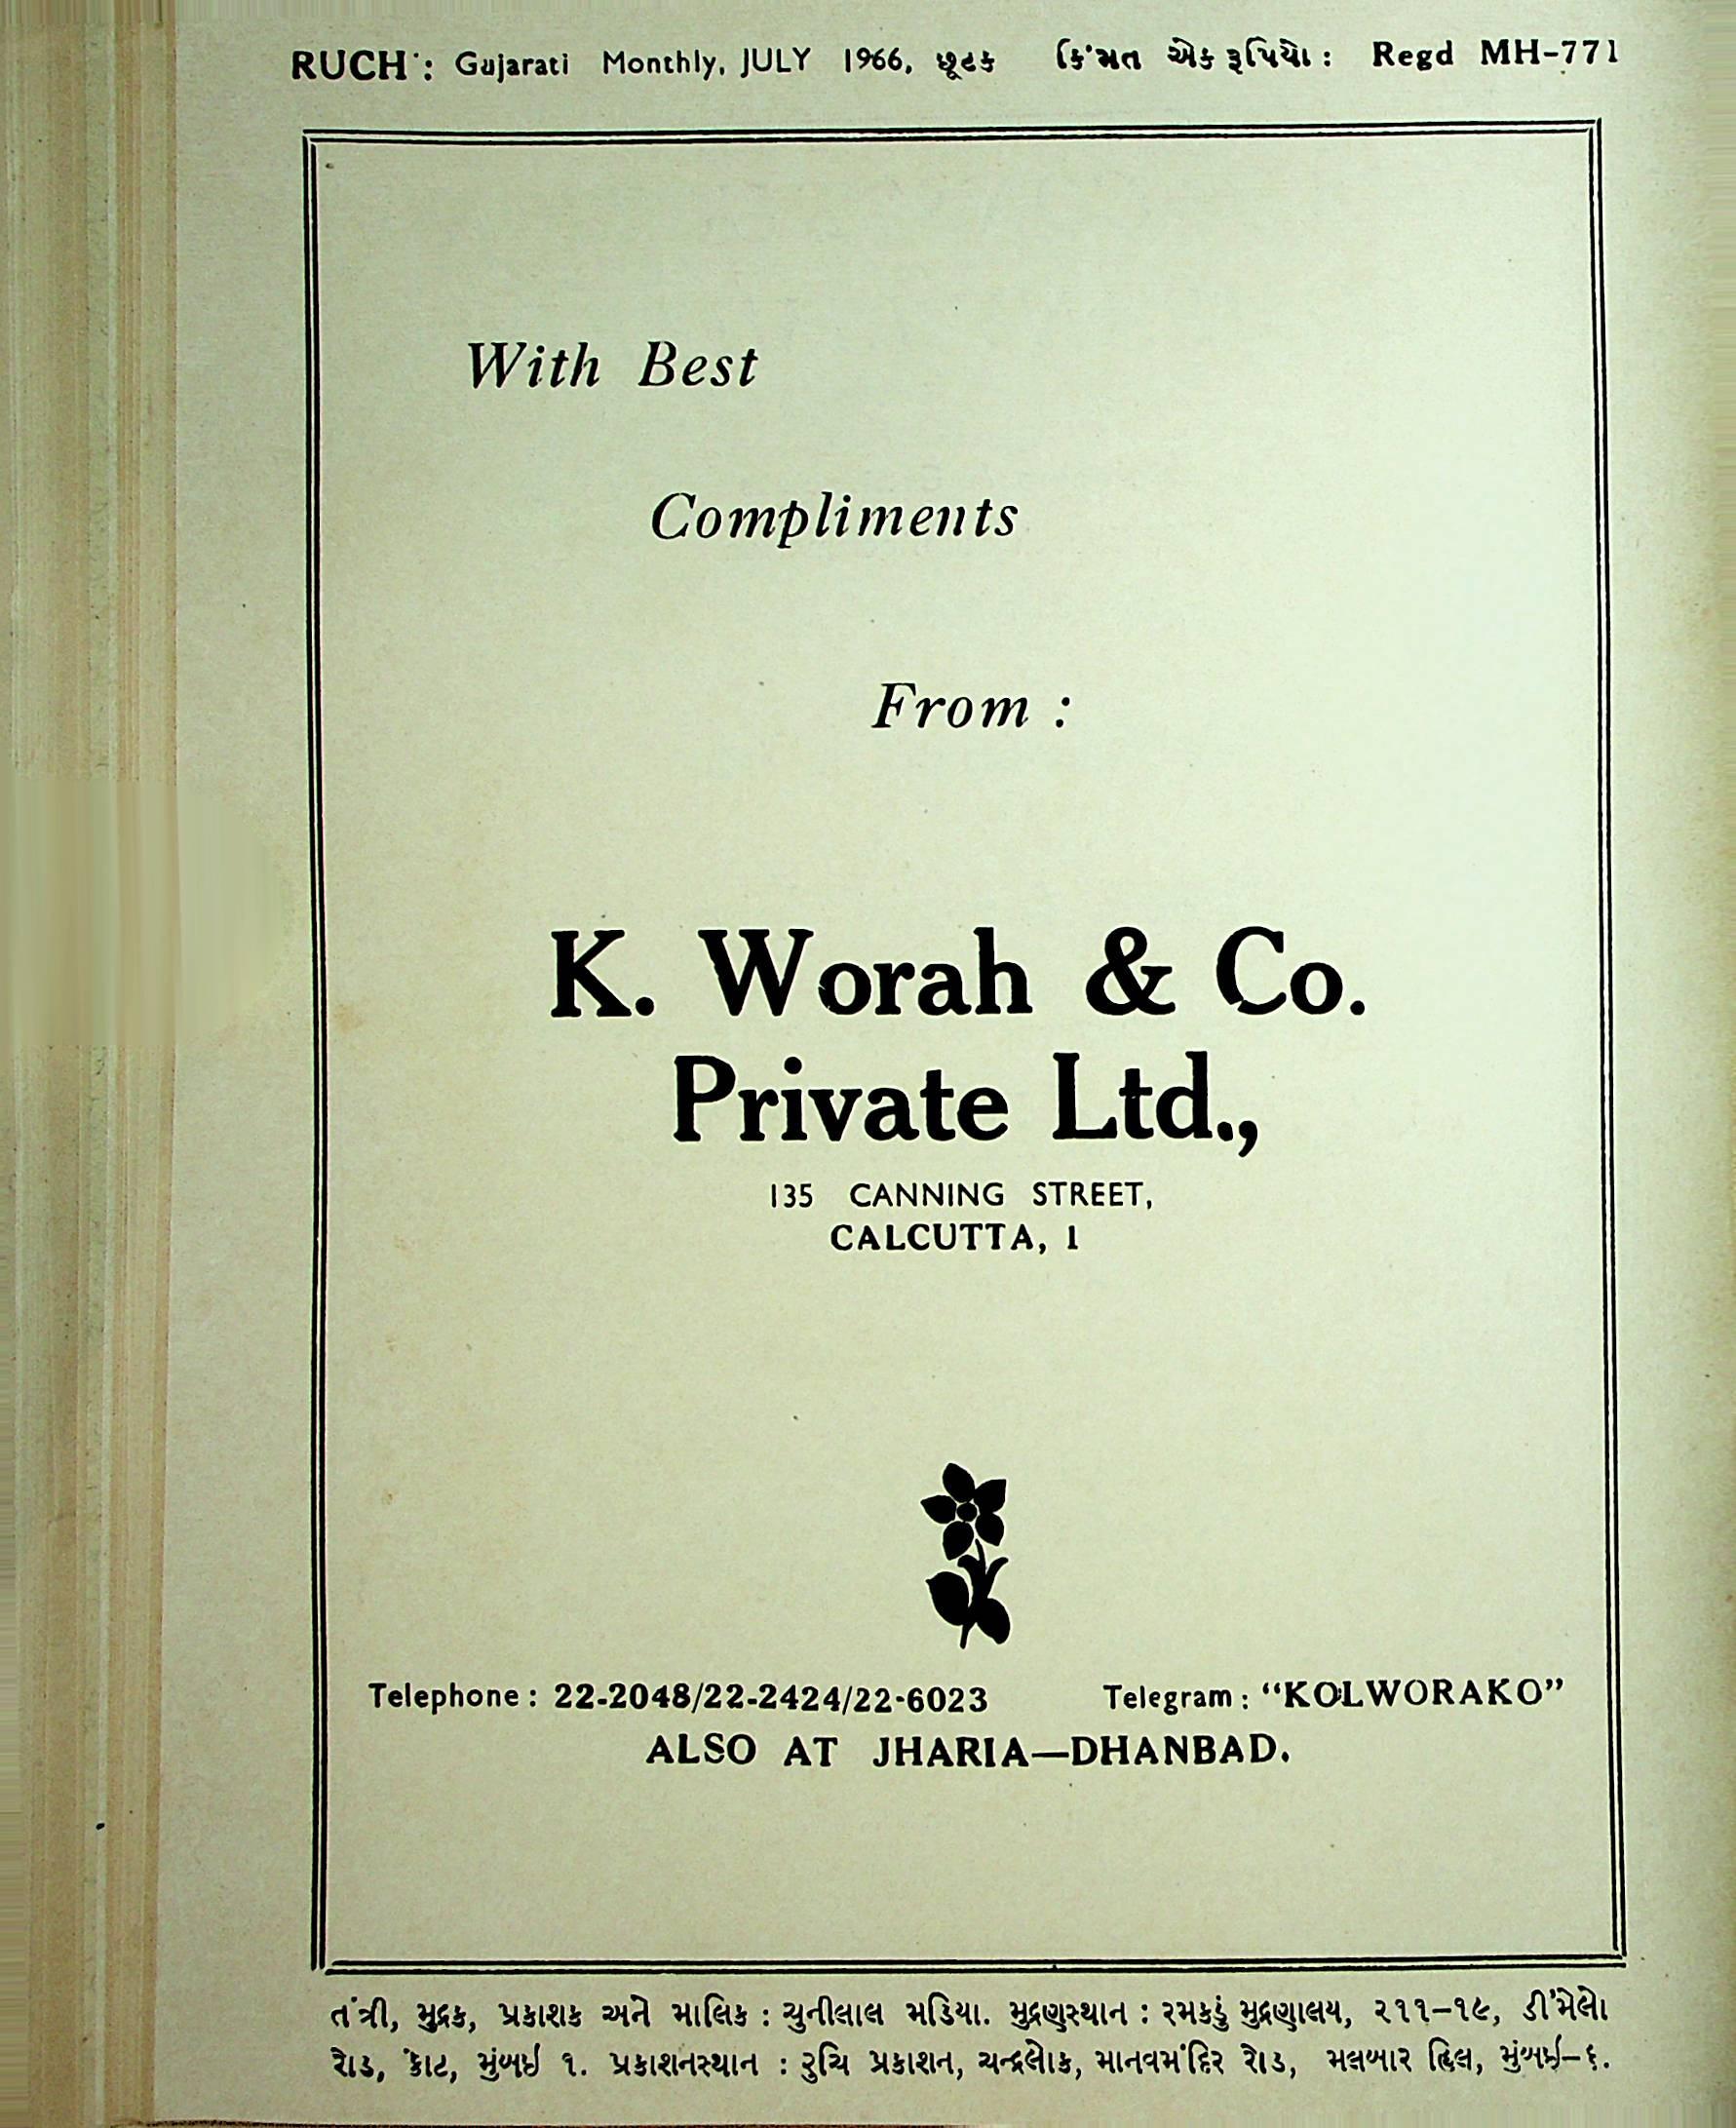 RUCH: Gujarati Monthly, JULY 1966, છૂટક કિંમત એક રૂપિયો : Regd MH-771
With Best
Compliments
From :
K. Worah & Co.
Private Ltd.,
135 CANNING STREET,
CALCUTTA, 1
Telephone : 22-2048/22-2424/22-6023 Telegram : “KOLWORAKO”
ALSO AT JHARIA—DHANBAD.
તંત્રી, મુદ્રક, પ્રકાશક અને માલિક : ચુનીલાલ મડિયા. મુદ્રણસ્થાન : રમકડું મુદ્રણાલય, ૨૧૧–૧૯, ડી'મેલો
રોડ, કોટ, મુંબઇ ૧. પ્રકાશનસ્થાન : રુચિ પ્રકાશન, ચન્દ્રલોક, માનવમંદિર રોડ, મલબાર હિલ, મુંબઇ–૬.